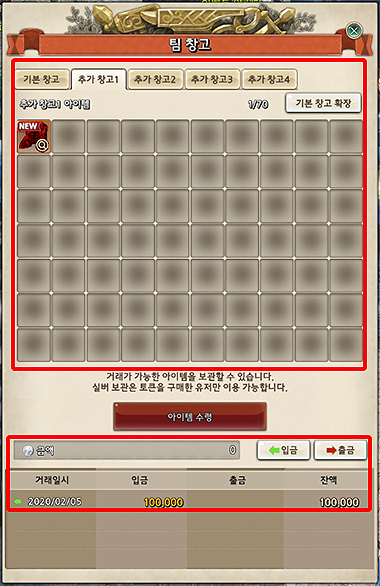 팀 창고
기본 창고 추가 창고1 추가 창고2 추가 창고3 추가 창고4
추가 창고1 아이템 1/70 기본 창고 확장
NEW
거래가 가능한 아이템을 보관할 수 있습니다.
실버 보관은 토큰을 구매한 유저만 이용 가능합니다.
아이템 수령
금액 0 입금 출금
거래일시 입금 출금 잔액
2020/02/05 100,000 100,000